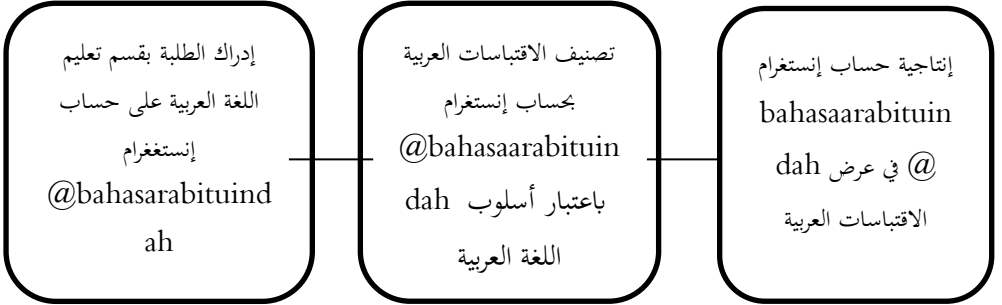 إنتاجية حساب إنستغرام
bahasaarabituin
@ في عرض dah
الاقتباسات العربية
تصنيف الاقتباسات العربية
بحساب إنستغرام
@bahasaarabituin
باعتبار أسلوب dah
اللغة العربية
إدراك الطلبة بقسم تعليم
اللغة العربية على حساب
إنستغغرام
@bahasarabituind
ah